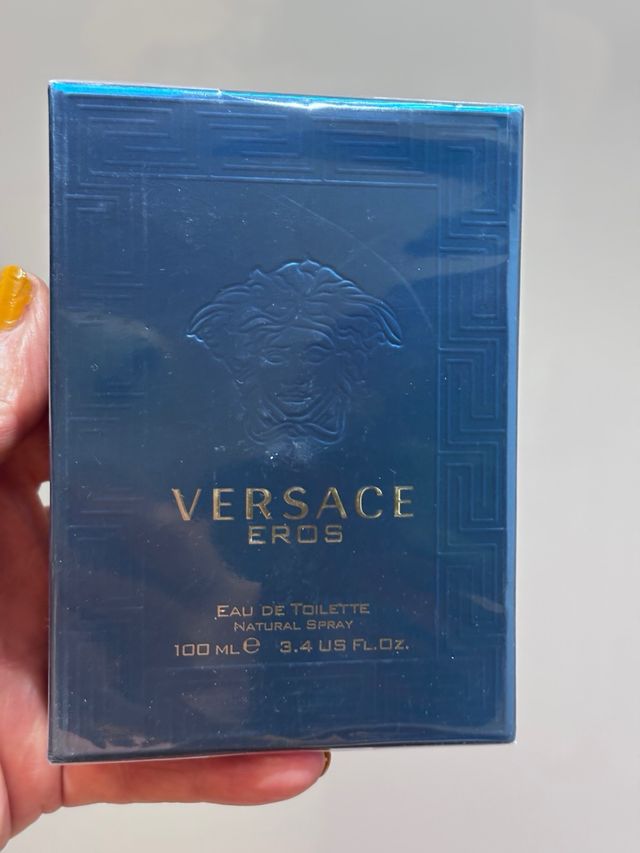 VERSACE
EROS
EAU DE TOILETTE
NATURAL SPRAY
100 ML ℮ 3.4 US FL.OZ.